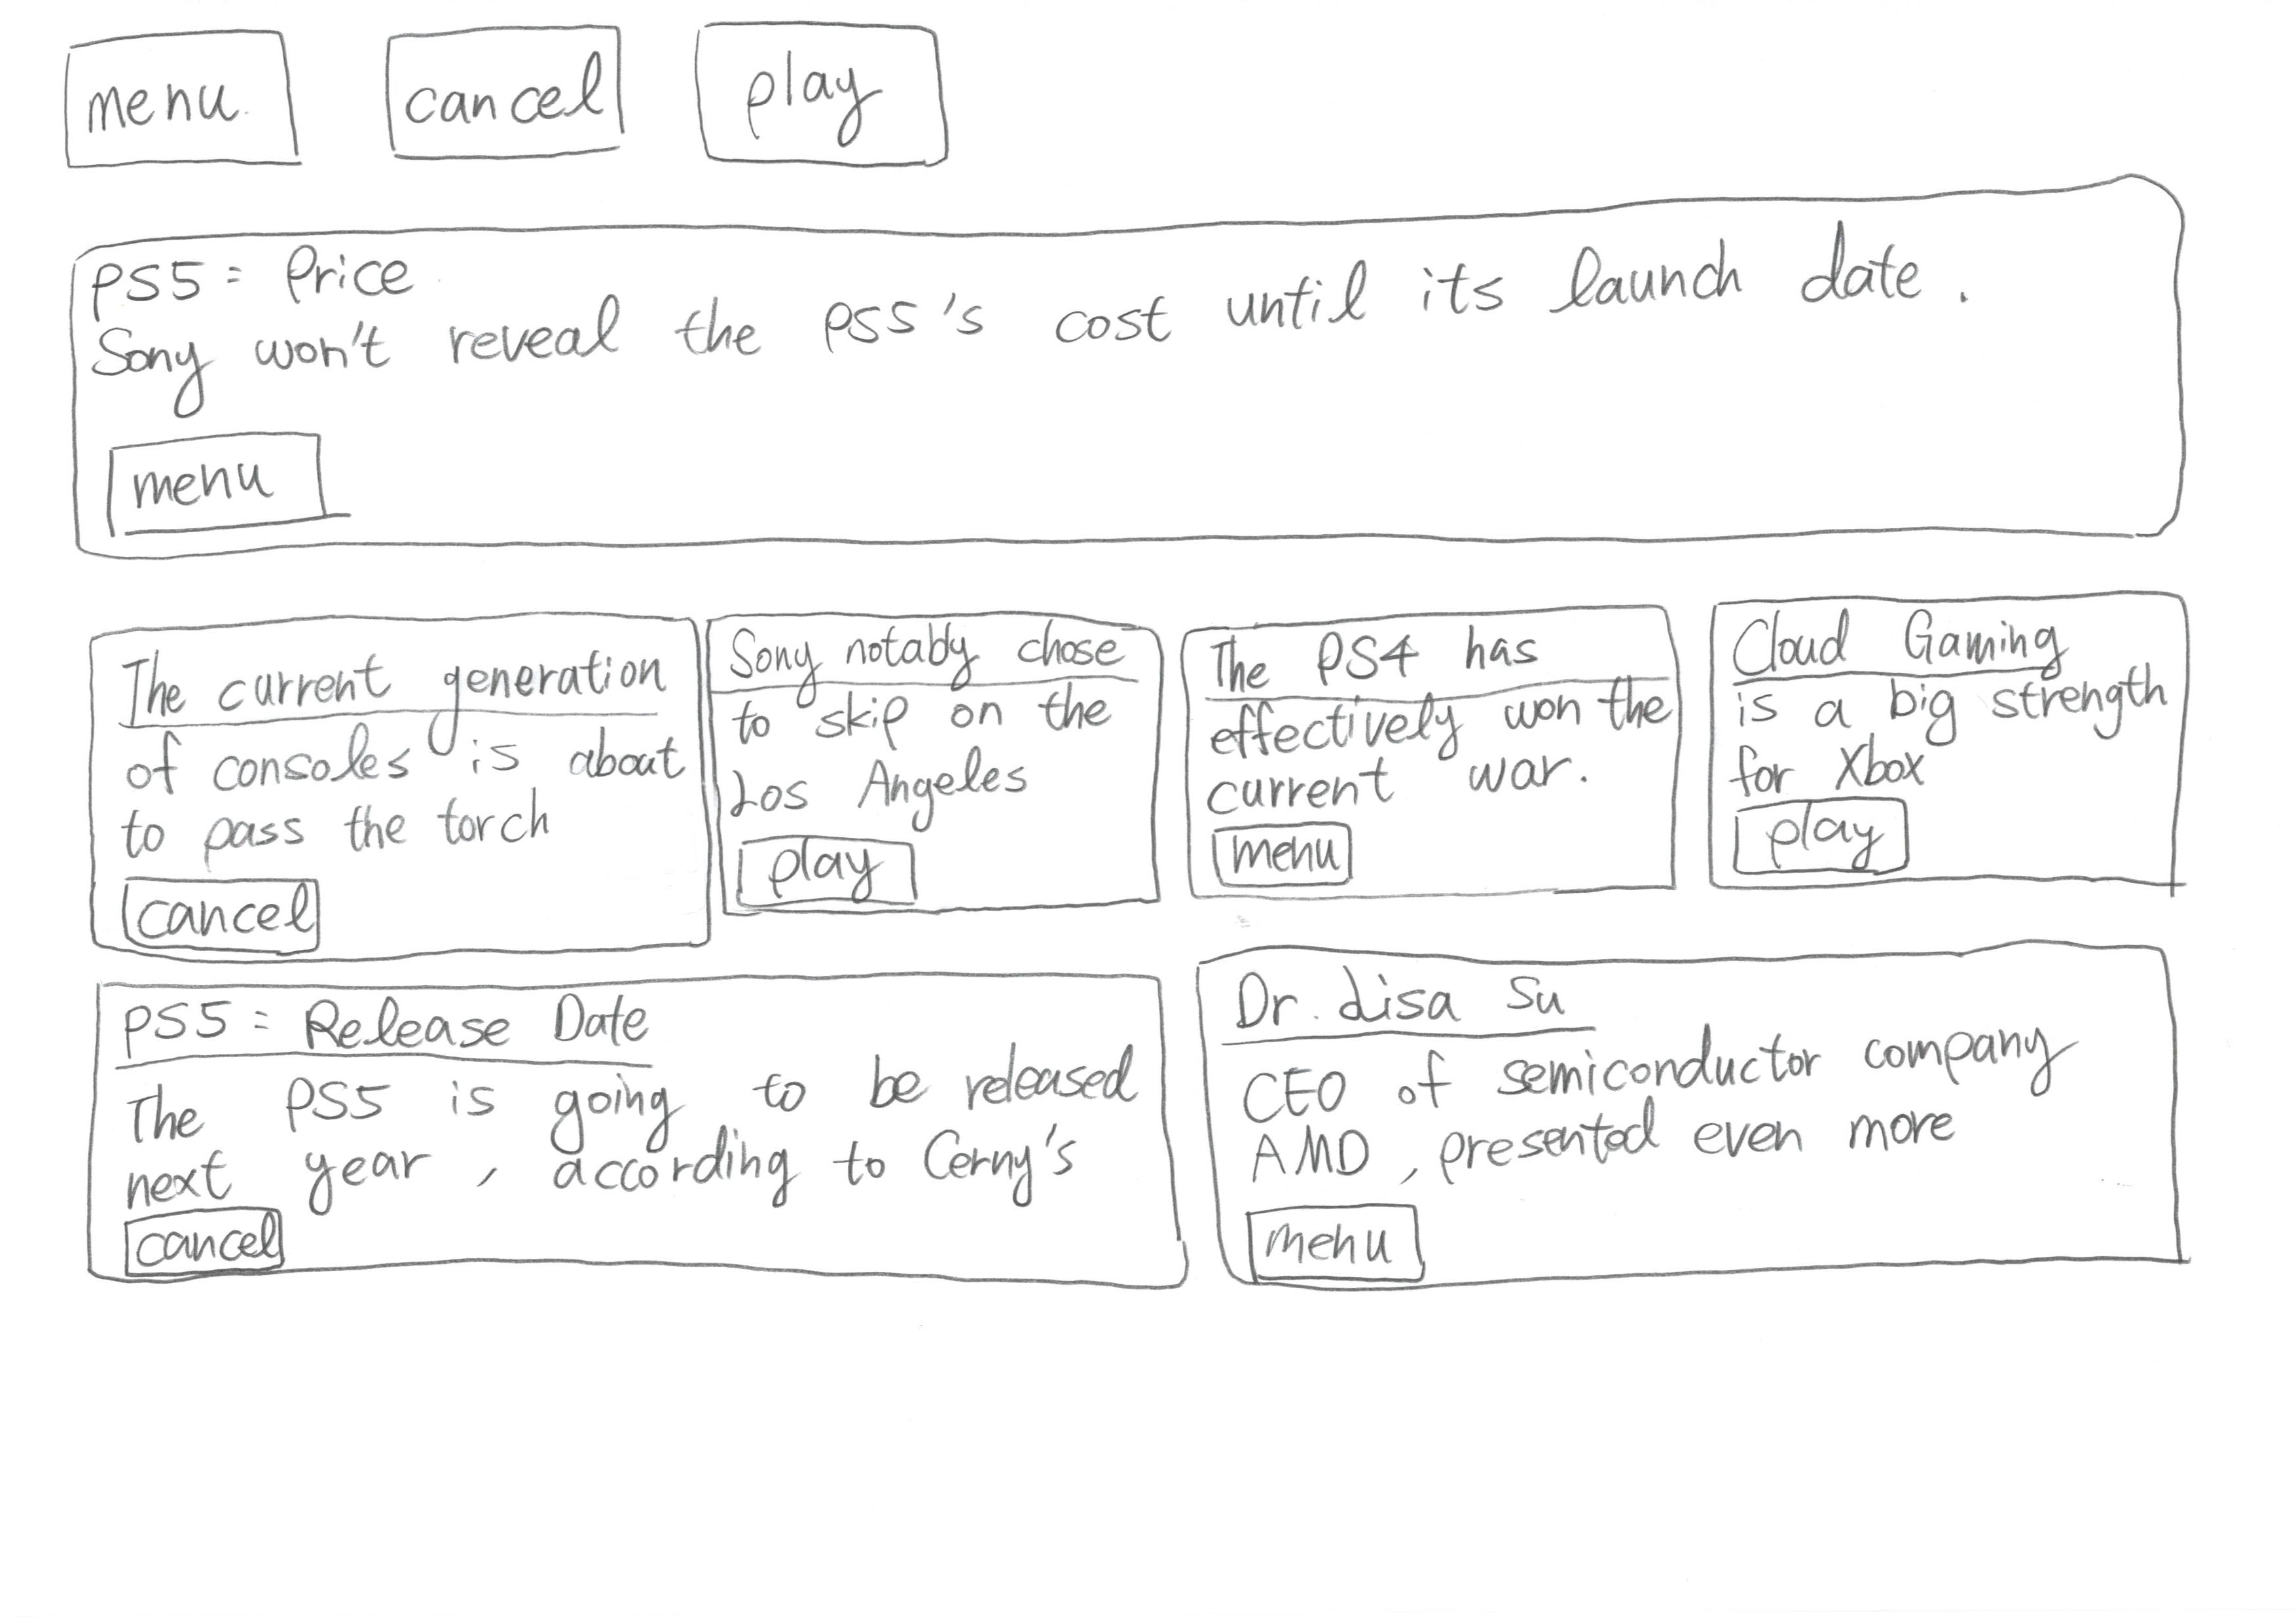 menu
cancel
play
PS5 = Price
Sony won't reveal the PS5's cost until its launch date.
menu
The current generation
of consoles is about
to pass the torch
cancel
Sony notably chose
to skip on the
Los Angeles
play
The PS4 has
effectively won the
current war.
menu
Cloud Gaming
is a big strength
for Xbox
play
PS5 = Release Date
The PS5 is going to be released
next year, according to Cerny's
cancel
Dr. Lisa Su
CEO of semiconductor company
AMD, presented even more
menu